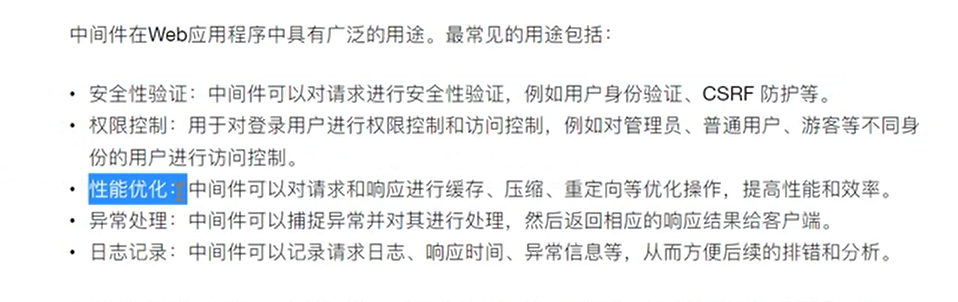 中间件在Web应用程序中具有广泛的用途。最常见的用途包括：
• 安全性验证：中间件可以对请求进行安全性验证，例如用户身份验证、CSRF 防护等。
• 权限控制：用于对登录用户进行权限控制和访问控制，例如对管理员、普通用户、游客等不同身
份的用户进行访问控制。
• 性能优化：中间件可以对请求和响应进行缓存、压缩、重定向等优化操作，提高性能和效率。
• 异常处理：中间件可以捕捉异常并对其进行处理，然后返回相应的响应结果给客户端。
• 日志记录：中间件可以记录请求日志、响应时间、异常信息等，从而方便后续的排错和分析。